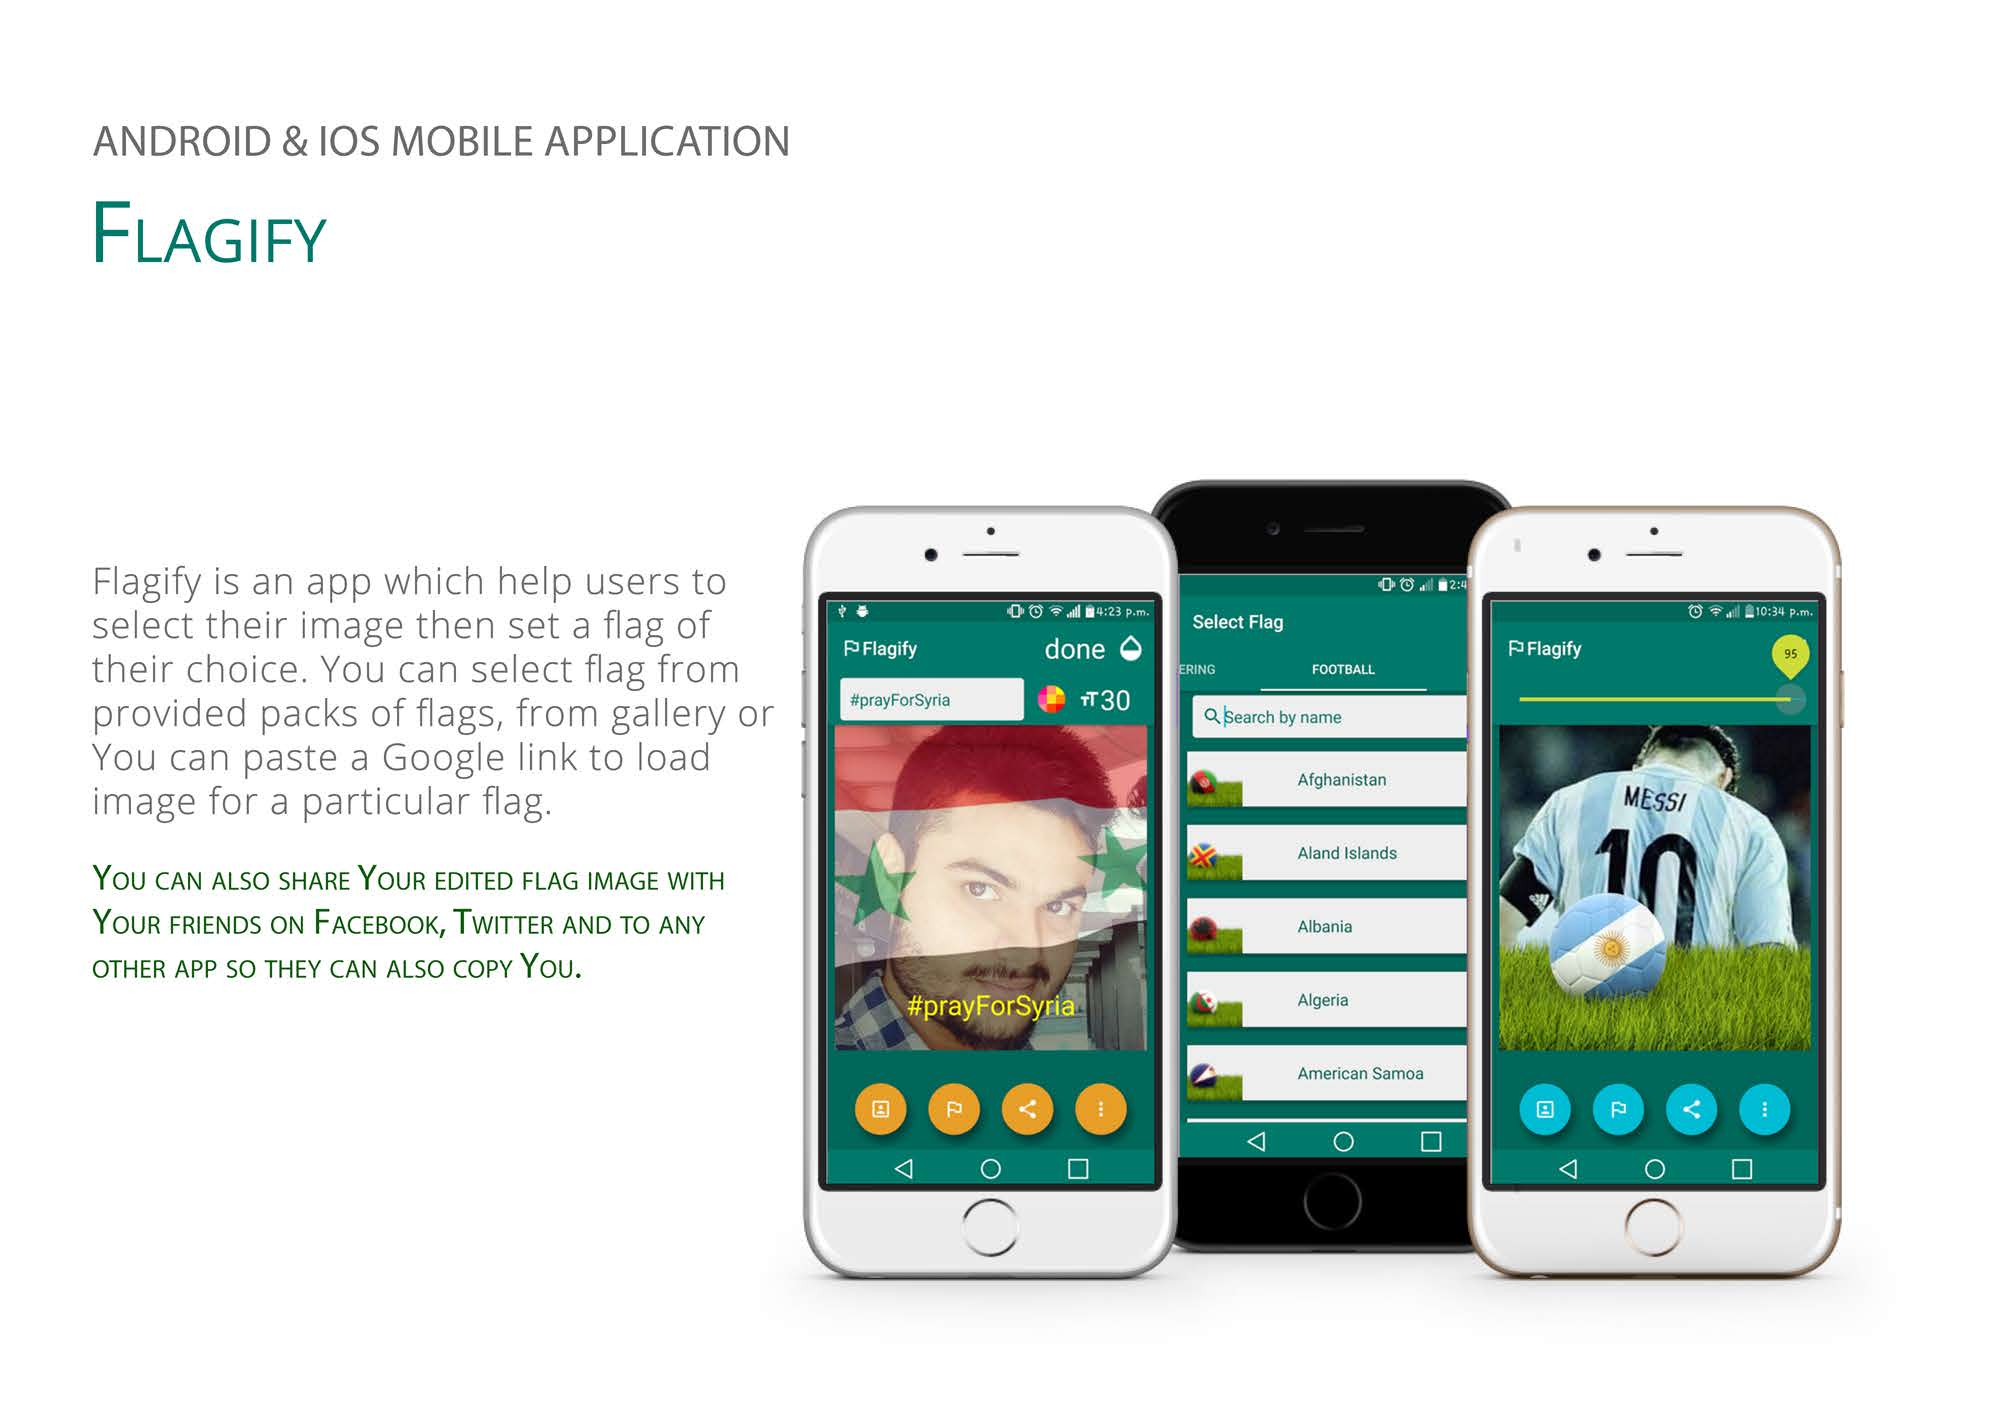 ANDROID & IOS MOBILE APPLICATION
FLAGIFY
Flagify is an app which help users to
select their image then set a flag of
their choice. You can select flag from
provided packs of flags, from gallery or
You can paste a Google link to load
image for a particular flag.
YOU CAN ALSO SHARE YOUR EDITED FLAG IMAGE WITH
YOUR FRIENDS ON FACEBOOK, TWITTER AND TO ANY
OTHER APP SO THEY CAN ALSO COPY YOU.
4:23 p.m.
Flagify
done
#prayForSyria
TT30
#prayForSyria
2:4
Select Flag
ERING
FOOTBALL
Search by name
Afghanistan
Aland Islands
Albania
Algeria
American Samoa
10:34 p.m.
Flagify
95
MESSI
10